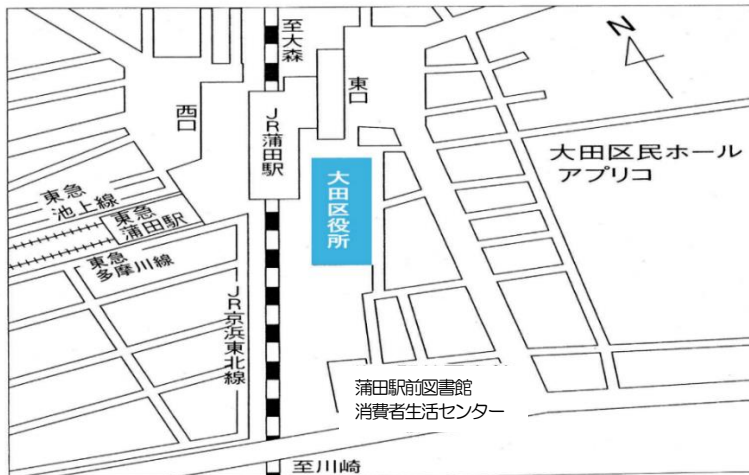 至大森
N
東口
西口
JR蒲田駅
大田区民ホール
アプリコ
大田区役所
東急
池上線
東急
蒲田駅
東急
多摩川線
JR京浜東北線
蒲田駅前図書館
消費者生活センター
至川崎